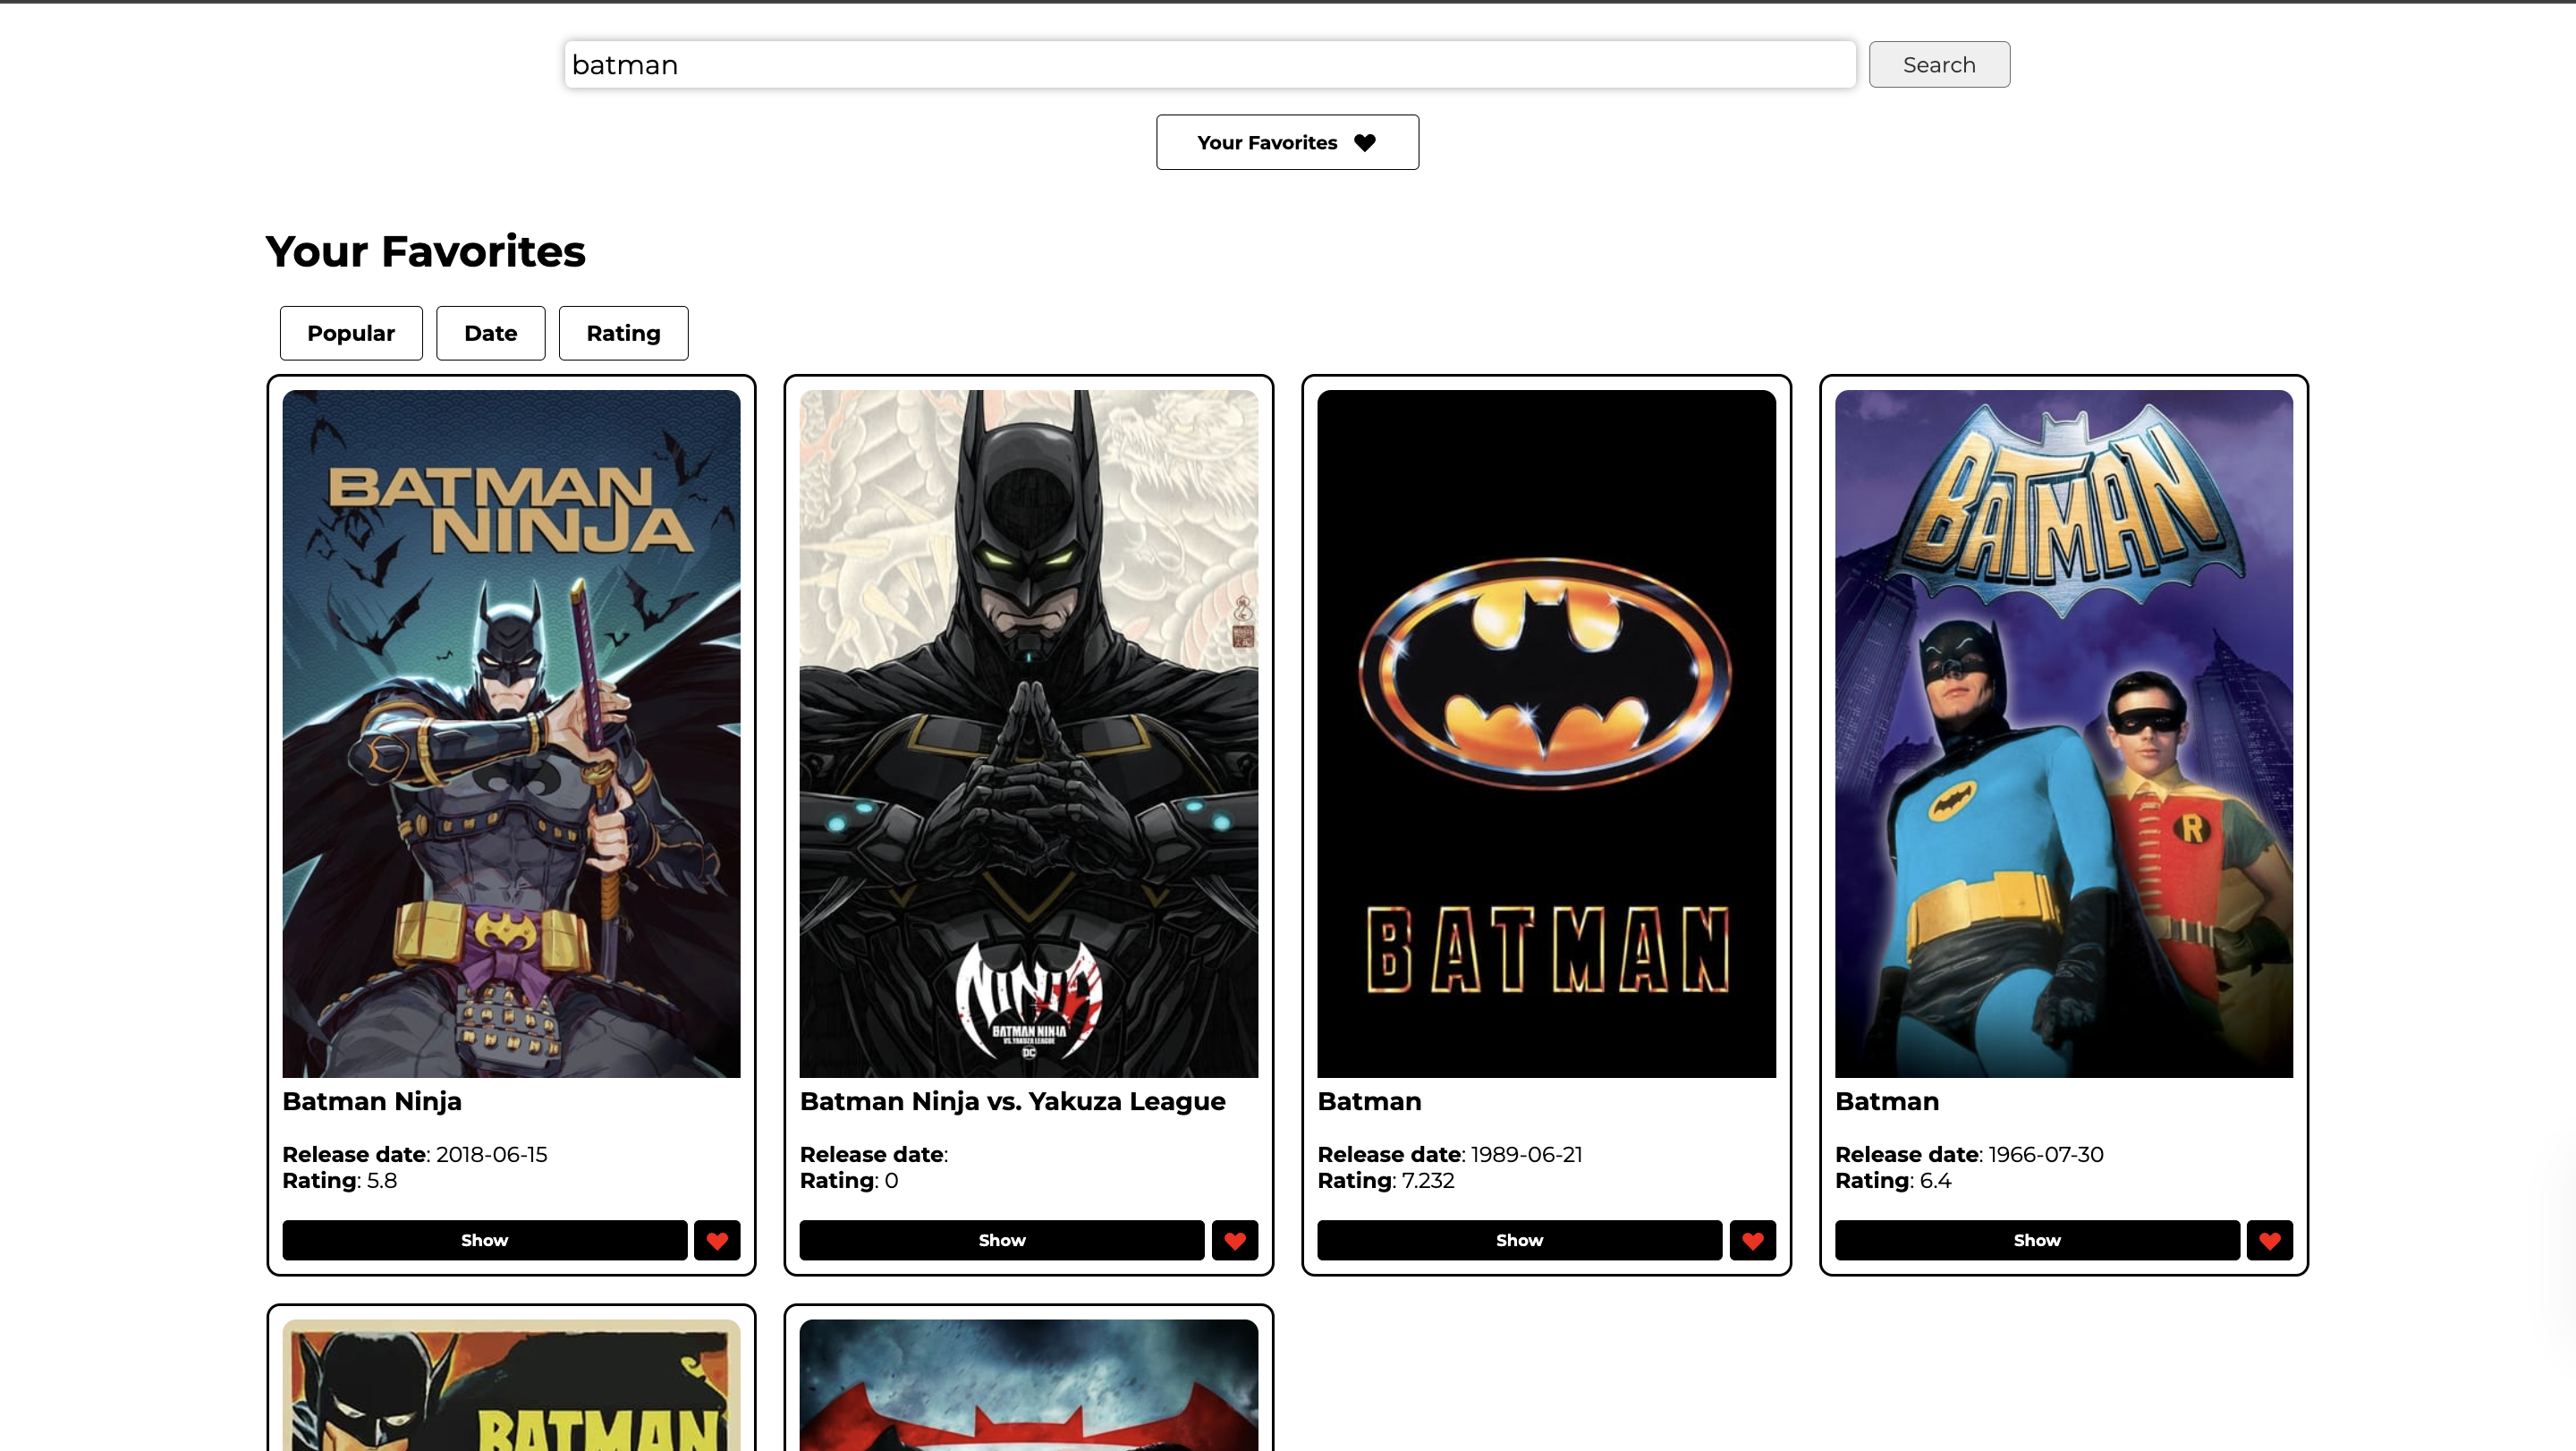 batman
Search
Your Favorites
Your Favorites
Popular
Date
Rating
BATMAN
NINJA
NINJA
BATMAN NINJA
VS. YAKUZA LEAGUE
DC
BATMAN
BATMAN
R
Batman Ninja
Release date: 2018-06-15
Rating: 5.8
Show
Batman Ninja vs. Yakuza League
Release date:
Rating: 0
Show
Batman
Release date: 1989-06-21
Rating: 7.232
Show
Batman
Release date: 1966-07-30
Rating: 6.4
Show
BATMAN